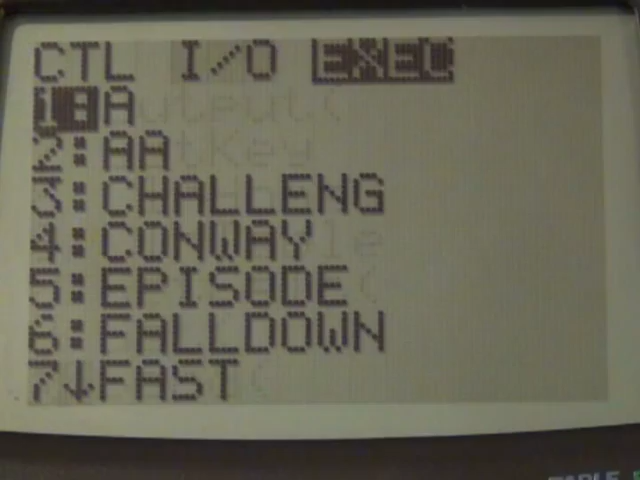 CTL I/O EXEC
1:A
2:AA
3:CHALLENG
4:CONWAY
5:EPISODE
6:FALLDOWN
7↓FAST